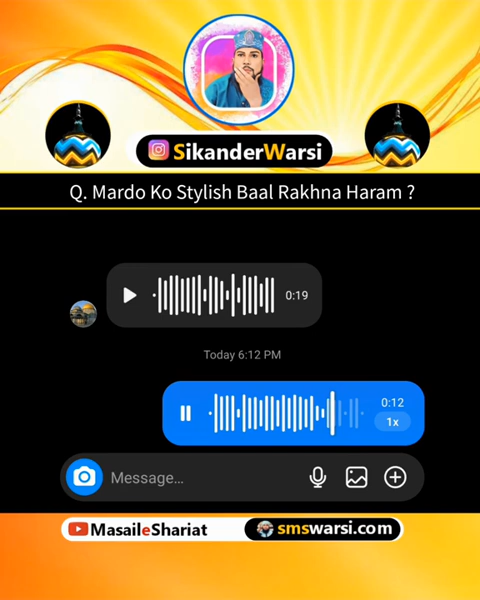 SikanderWarsi
Q. Mardo Ko Stylish Baal Rakhna Haram ?
0:19
Today 6:12 PM
0:12
1x
Message...
MasaileShariat
smswarsi.com